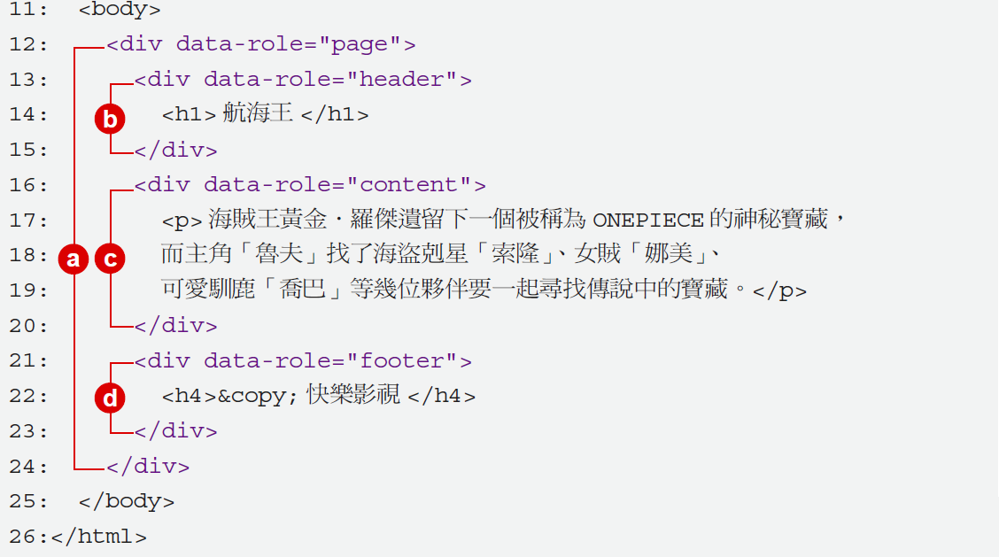 11:  <body>
12:    <div data-role="page">
13:      <div data-role="header">
14:  b  <h1>航海王</h1>
15:      </div>
16:      <div data-role="content">
17:        <p>海賊王黃金．羅傑遺留下一個被稱為 ONEPIECE 的神秘寶藏，
18: a c 而主角「魯夫」找了海盜剋星「索隆」、女賊「娜美」、
19:        可愛馴鹿「喬巴」等幾位夥伴要一起尋找傳說中的寶藏。</p>
20:      </div>
21:      <div data-role="footer">
22:  d  <h4>&copy;快樂影視</h4>
23:      </div>
24:    </div>
25:  </body>
26:</html>